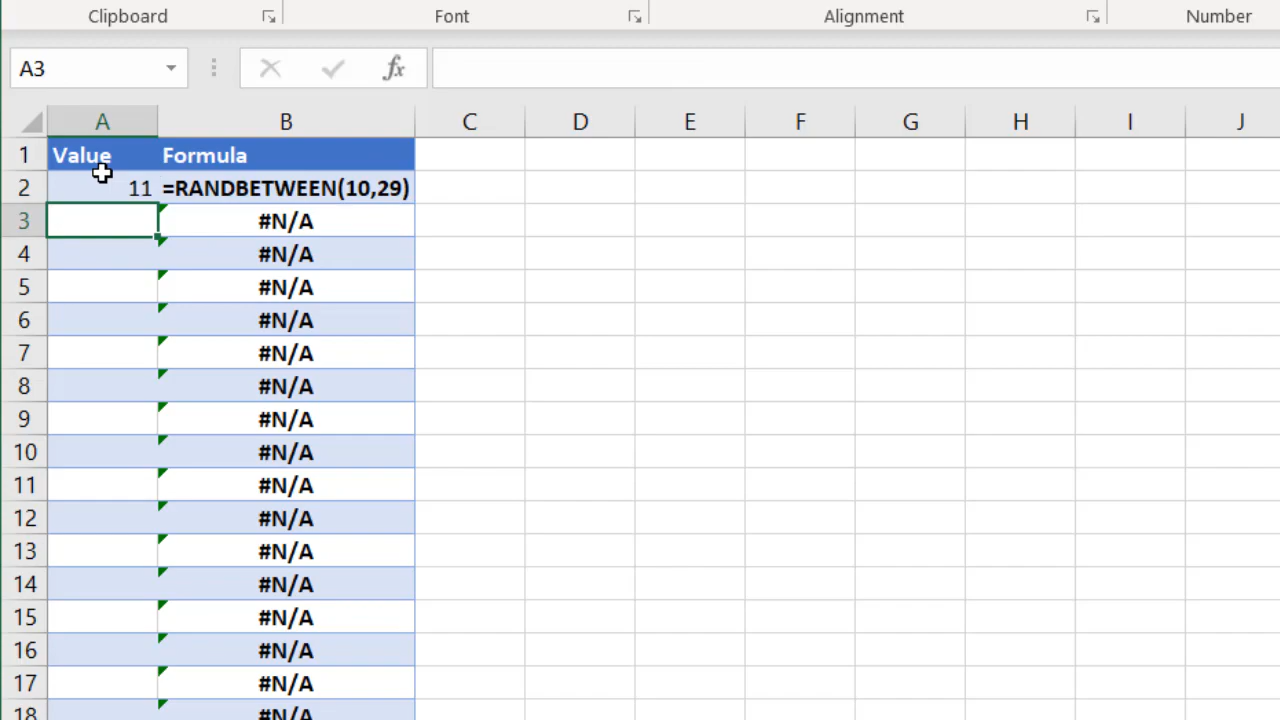 Clipboard Font Alignment Number
A3 fx
A B C D E F G H I J
1 Value Formula
2 11 =RANDBETWEEN(10,29)
3 #N/A
4 #N/A
5 #N/A
6 #N/A
7 #N/A
8 #N/A
9 #N/A
10 #N/A
11 #N/A
12 #N/A
13 #N/A
14 #N/A
15 #N/A
16 #N/A
17 #N/A
18 #N/A